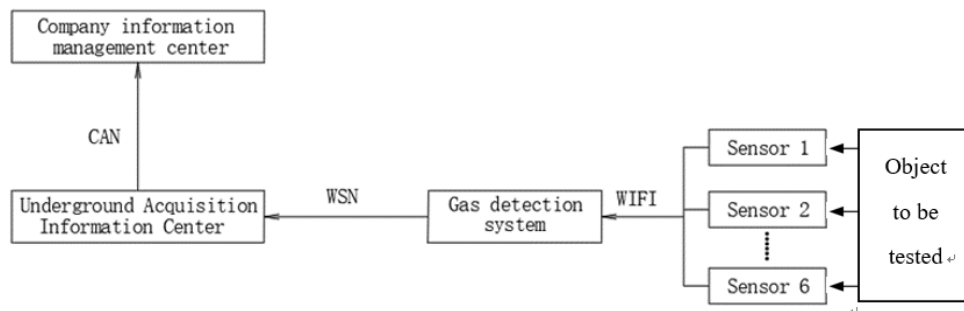 Company information
management center
CAN
Underground Acquisition
Information Center
WSN
Gas detection
system
WIFI
Sensor 1
Sensor 2
Sensor 6
Object
to be
tested